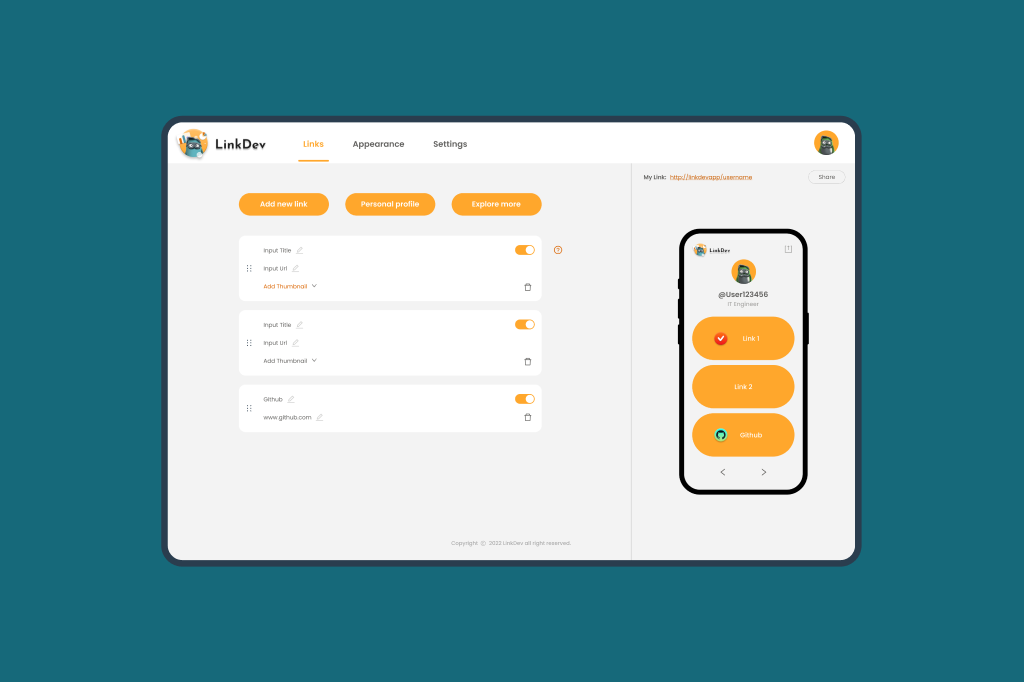 LinkDev
Links
Appearance
Settings
My Link: http://linkdevapp/username
Share
Add new link
Personal profile
Explore more
Input Title
Input Url
Add Thumbnail
Input Title
Input Url
Add Thumbnail
Github
www.github.com
Copyright © 2022 LinkDev all right reserved.
LinkDev
@User123456
IT Engineer
Link 1
Link 2
Github